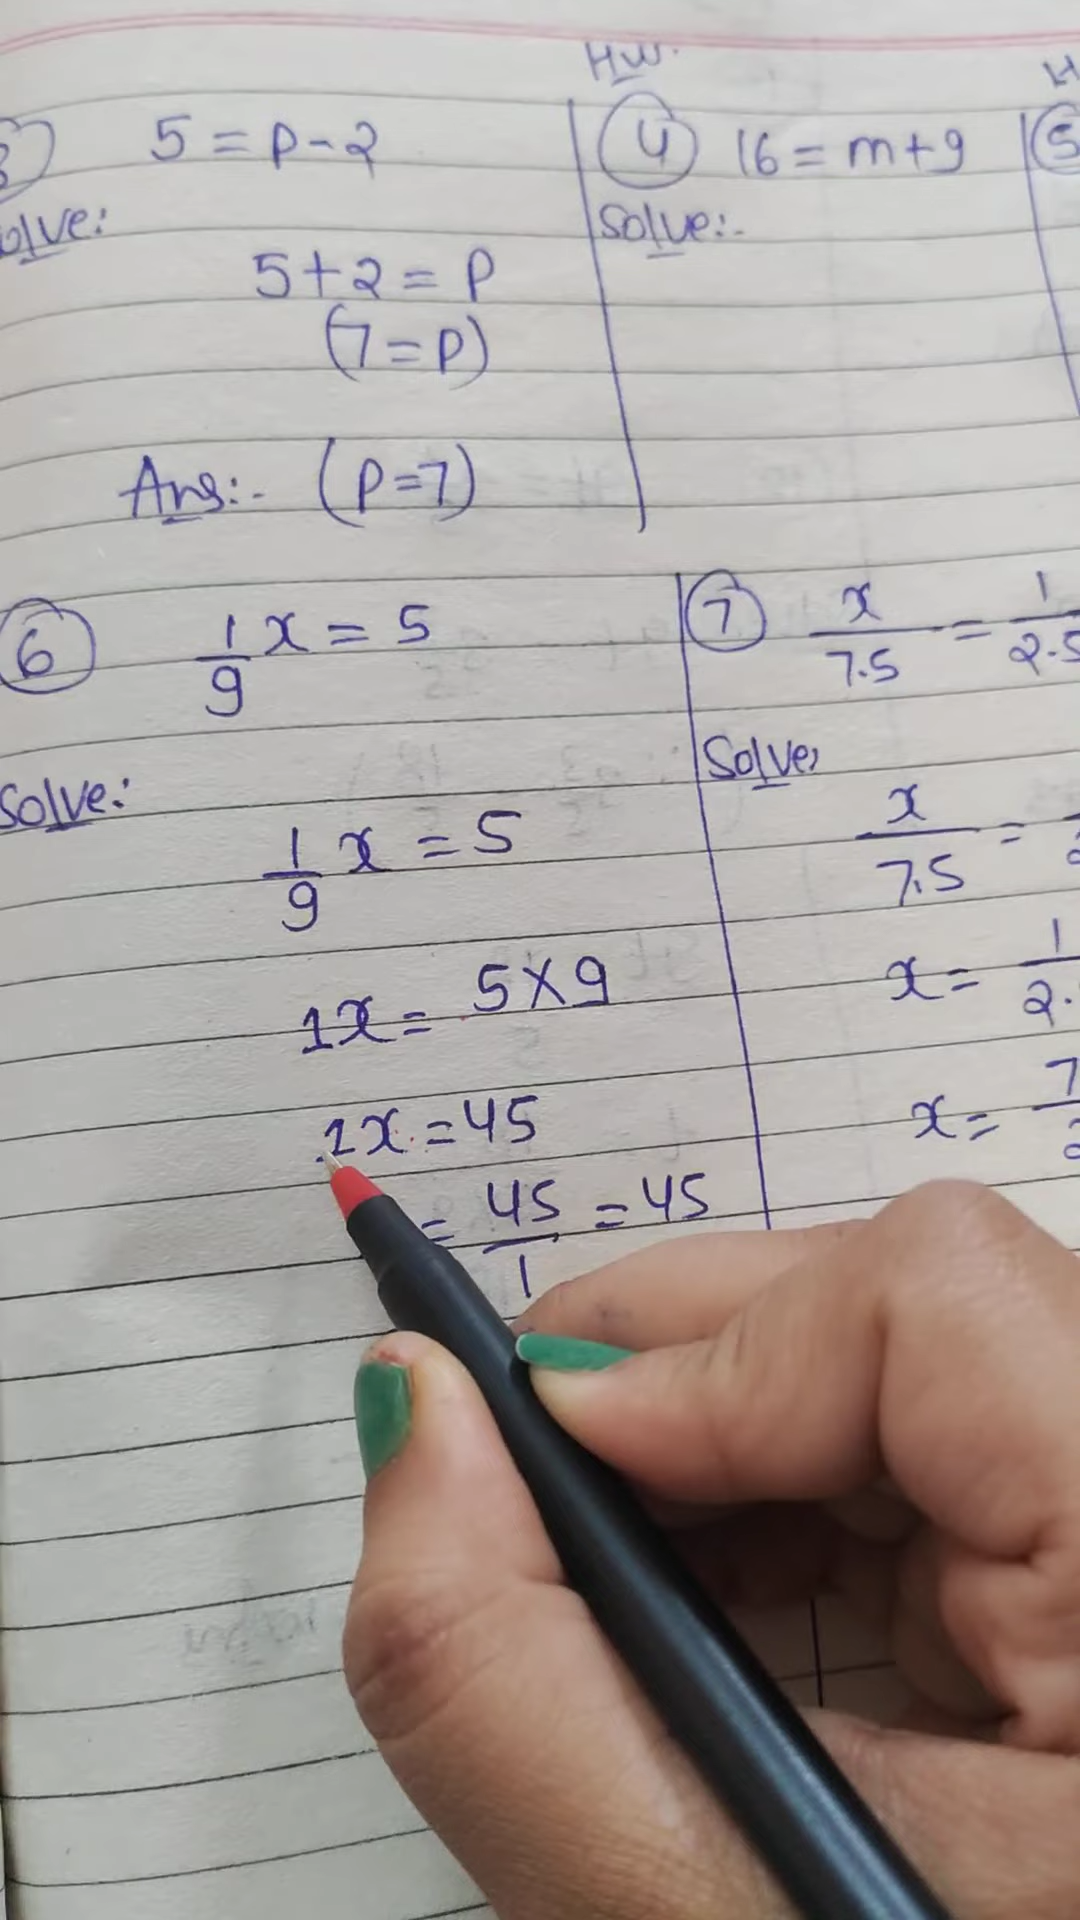 H.W.
5 = p - 2
Solve:
5 + 2 = p
(7 = p)
Ans:- (p = 7)
4 16 = m + 9
Solve:-
5
6 1/9 x = 5
Solve:
1/9 x = 5
1x = 5 × 9
1x = 45
= 45/1 = 45
7 x/7.5 = 1/2.5
Solve,
x/7.5 =
x = 1/2.
x = 7